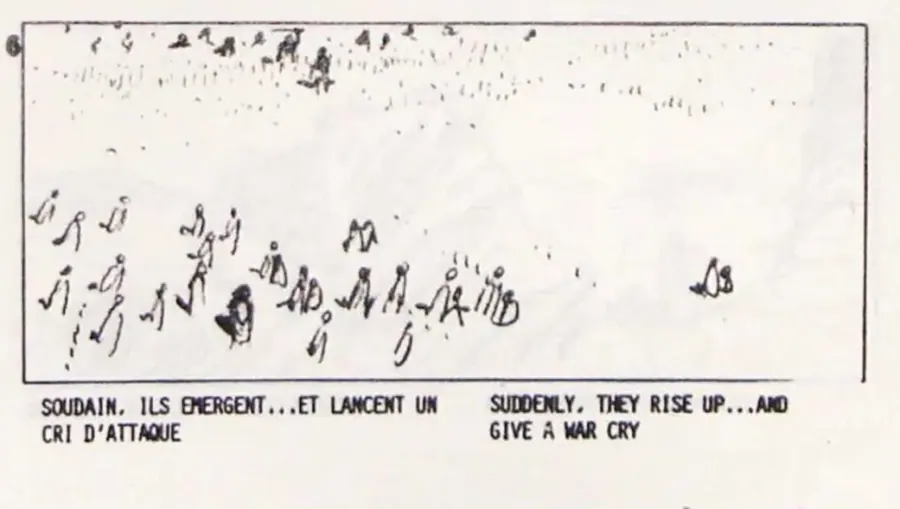 6
SOUDAIN, ILS EMERGENT...ET LANCENT UN
CRI D'ATTAQUE
SUDDENLY, THEY RISE UP...AND
GIVE A WAR CRY